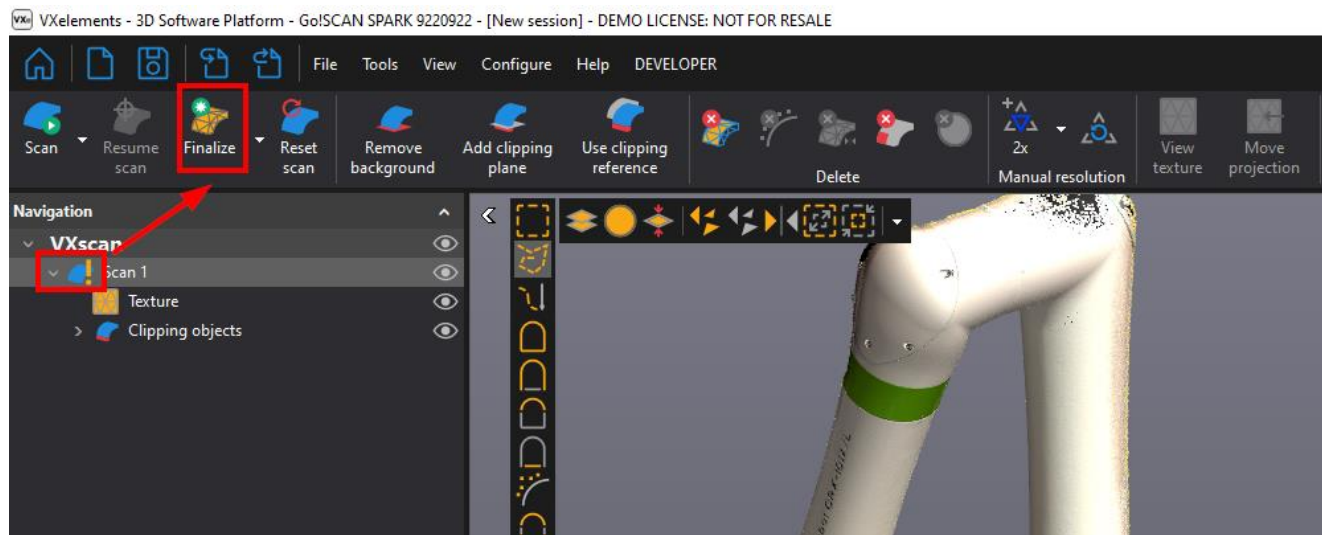 VXe VXelements - 3D Software Platform - Go!SCAN SPARK 9220922 - [New session] - DEMO LICENSE: NOT FOR RESALE
File Tools View Configure Help DEVELOPER
Scan
Resume scan
Finalize
Reset scan
Remove background
Add clipping plane
Use clipping reference
Delete
2x
Manual resolution
View texture
Move projection
Navigation
VXscan
Scan 1
Texture
Clipping objects